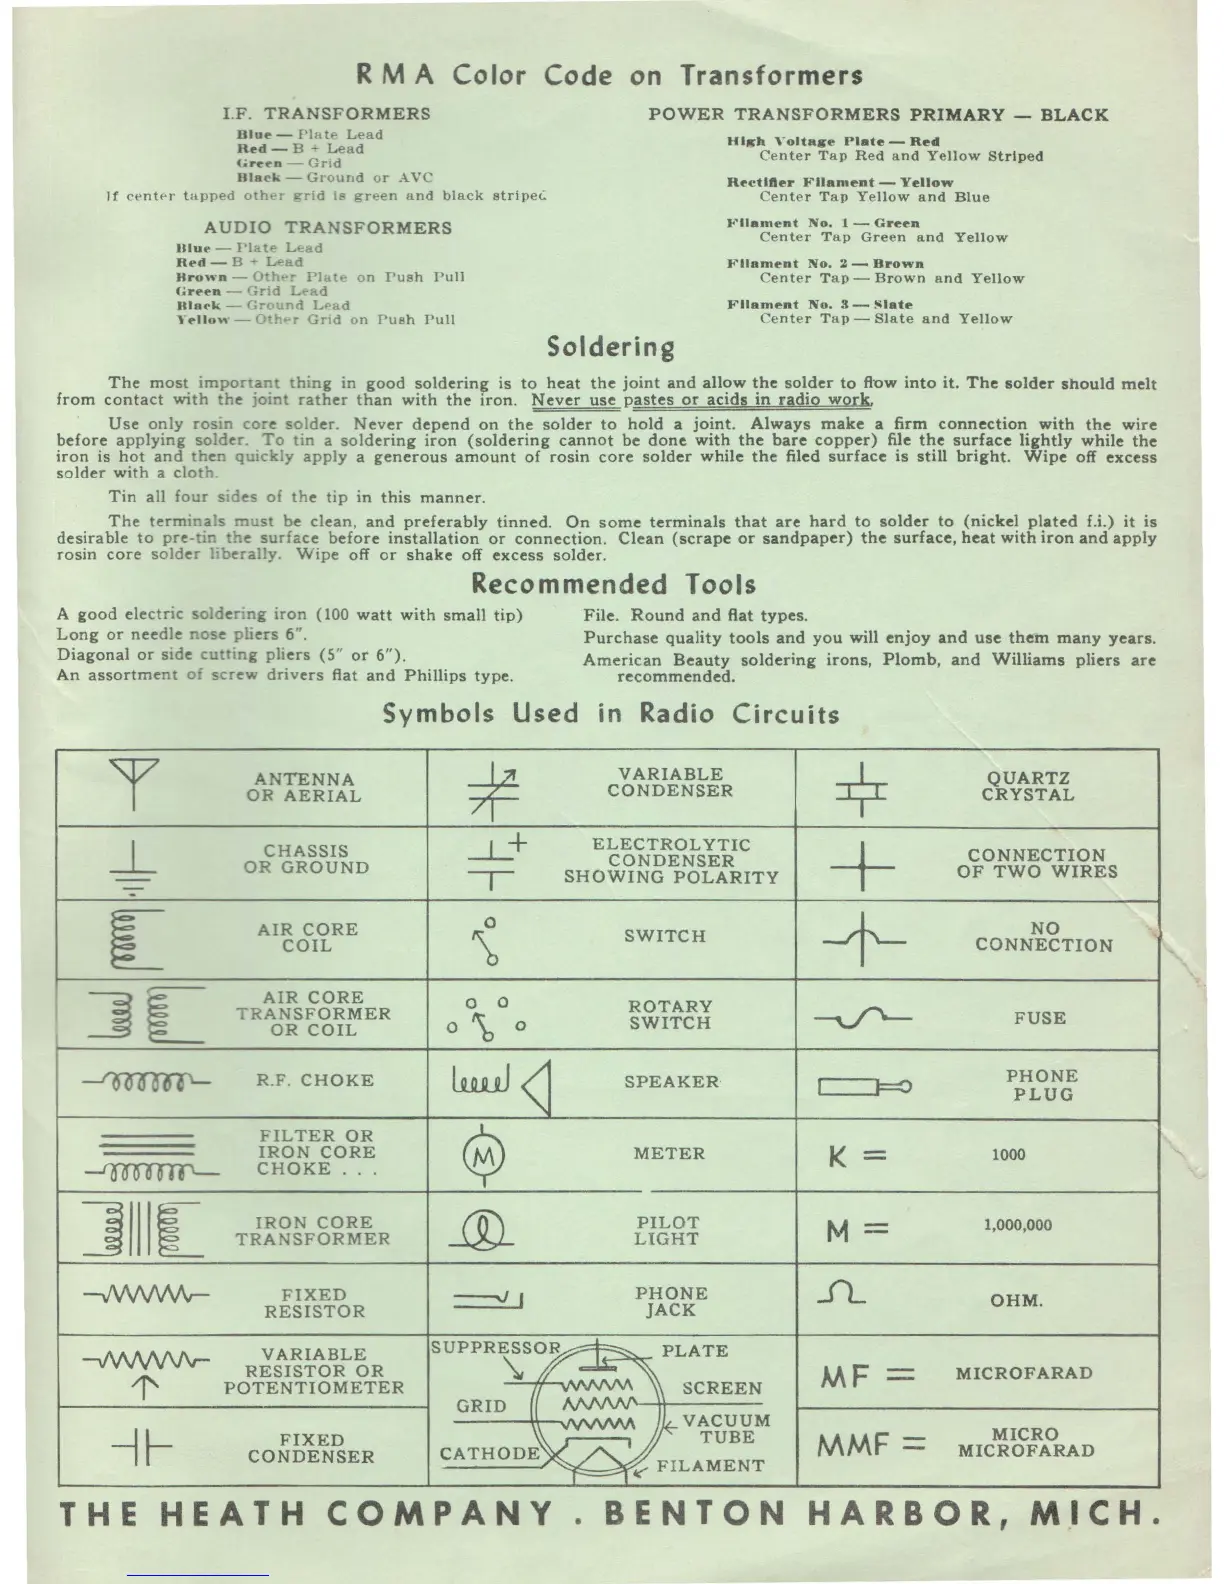 RMA Color Code on Transformers
I.F. TRANSFORMERS
Blue — Plate Lead
Red — B + Lead
Green — Grid
Black — Ground or AVC
If center tapped other grid is green and black striped
AUDIO TRANSFORMERS
Blue — Plate Lead
Red — B + Lead
Brown — Other Plate on Push Pull
Green — Grid Lead
Black — Ground Lead
Yellow — Other Grid on Push Pull
POWER TRANSFORMERS PRIMARY — BLACK
High Voltage Plate — Red
Center Tap Red and Yellow Striped
Rectifier Filament — Yellow
Center Tap Yellow and Blue
Filament No. 1 — Green
Center Tap Green and Yellow
Filament No. 2 — Brown
Center Tap — Brown and Yellow
Filament No. 3 — Slate
Center Tap — Slate and Yellow
Soldering
The most important thing in good soldering is to heat the joint and allow the solder to flow into it. The solder should melt
from contact with the joint rather than with the iron. Never use pastes or acids in radio work.
Use only rosin core solder. Never depend on the solder to hold a joint. Always make a firm connection with the wire
before applying solder. To tin a soldering iron (soldering cannot be done with the bare copper) file the surface lightly while the
iron is hot and then quickly apply a generous amount of rosin core solder while the filed surface is still bright. Wipe off excess
solder with a cloth.
Tin all four sides of the tip in this manner.
The terminals must be clean, and preferably tinned. On some terminals that are hard to solder to (nickel plated f.i.) it is
desirable to pre-tin the surface before installation or connection. Clean (scrape or sandpaper) the surface, heat with iron and apply
rosin core solder liberally. Wipe off or shake off excess solder.
Recommended Tools
A good electric soldering iron (100 watt with small tip)
Long or needle nose pliers 6".
Diagonal or side cutting pliers (5" or 6").
An assortment of screw drivers flat and Phillips type.
File. Round and flat types.
Purchase quality tools and you will enjoy and use them many years.
American Beauty soldering irons, Plomb, and Williams pliers are
recommended.
Symbols Used in Radio Circuits
ANTENNA
OR AERIAL
VARIABLE
CONDENSER
QUARTZ
CRYSTAL
CHASSIS
OR GROUND
+
ELECTROLYTIC
CONDENSER
SHOWING POLARITY
CONNECTION
OF TWO WIRES
AIR CORE
COIL
SWITCH
NO
CONNECTION
AIR CORE
TRANSFORMER
OR COIL
ROTARY
SWITCH
FUSE
R.F. CHOKE
SPEAKER
PHONE
PLUG
FILTER OR
IRON CORE
CHOKE . . .
M
METER
K =
1000
IRON CORE
TRANSFORMER
PILOT
LIGHT
M =
1,000,000
FIXED
RESISTOR
PHONE
JACK
Ω
OHM.
VARIABLE
RESISTOR OR
POTENTIOMETER
SUPPRESSOR
PLATE
SCREEN
GRID
VACUUM
TUBE
CATHODE
FILAMENT
MF =
MICROFARAD
FIXED
CONDENSER
MMF =
MICRO
MICROFARAD
THE HEATH COMPANY . BENTON HARBOR, MICH.